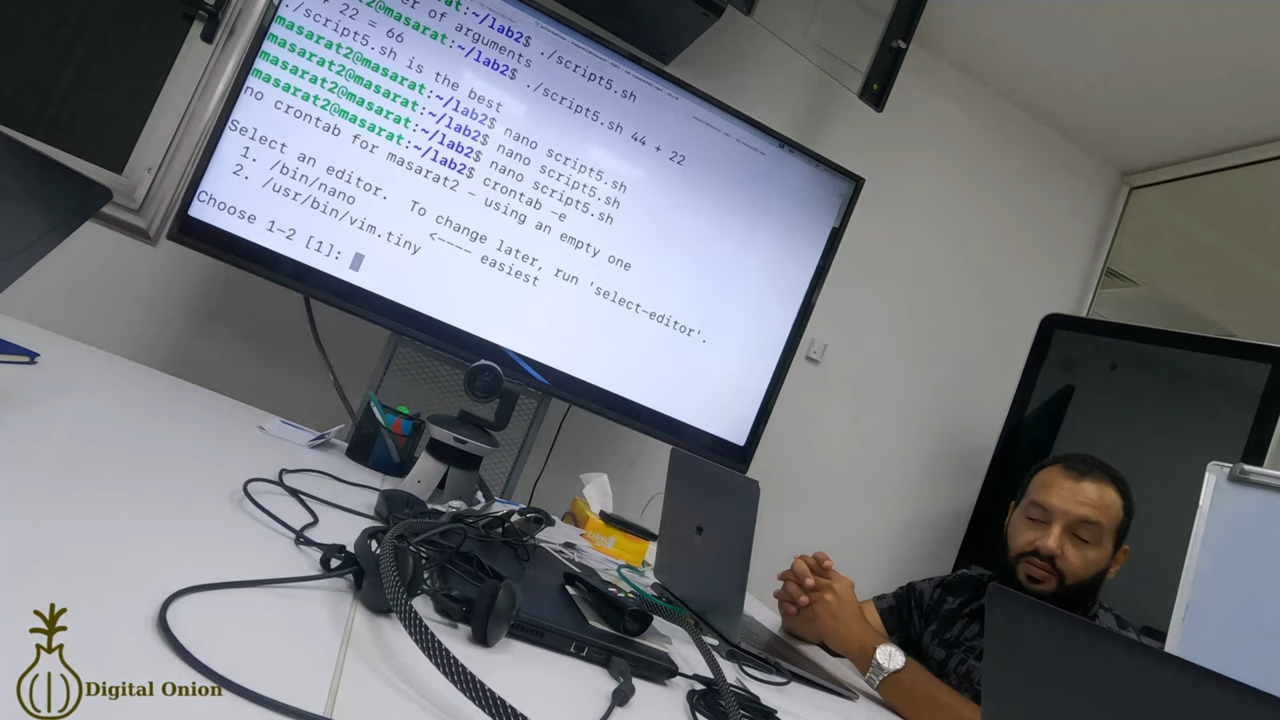 + 22 = 66
er of arguments
masarat2@masarat:~/lab2$ ./script5.sh
masarat2@masarat:~/lab2$ ./script5.sh 44 + 22
/script5.sh is the best
masarat2@masarat:~/lab2$ nano script5.sh
masarat2@masarat:~/lab2$ nano script5.sh
masarat2@masarat:~/lab2$ nano script5.sh
masarat2@masarat:~/lab2$ crontab -e
no crontab for masarat2 - using an empty one
Select an editor. To change later, run 'select-editor'.
1. /bin/nano <---- easiest
2. /usr/bin/vim.tiny
Choose 1-2 [1]:
Digital Onion